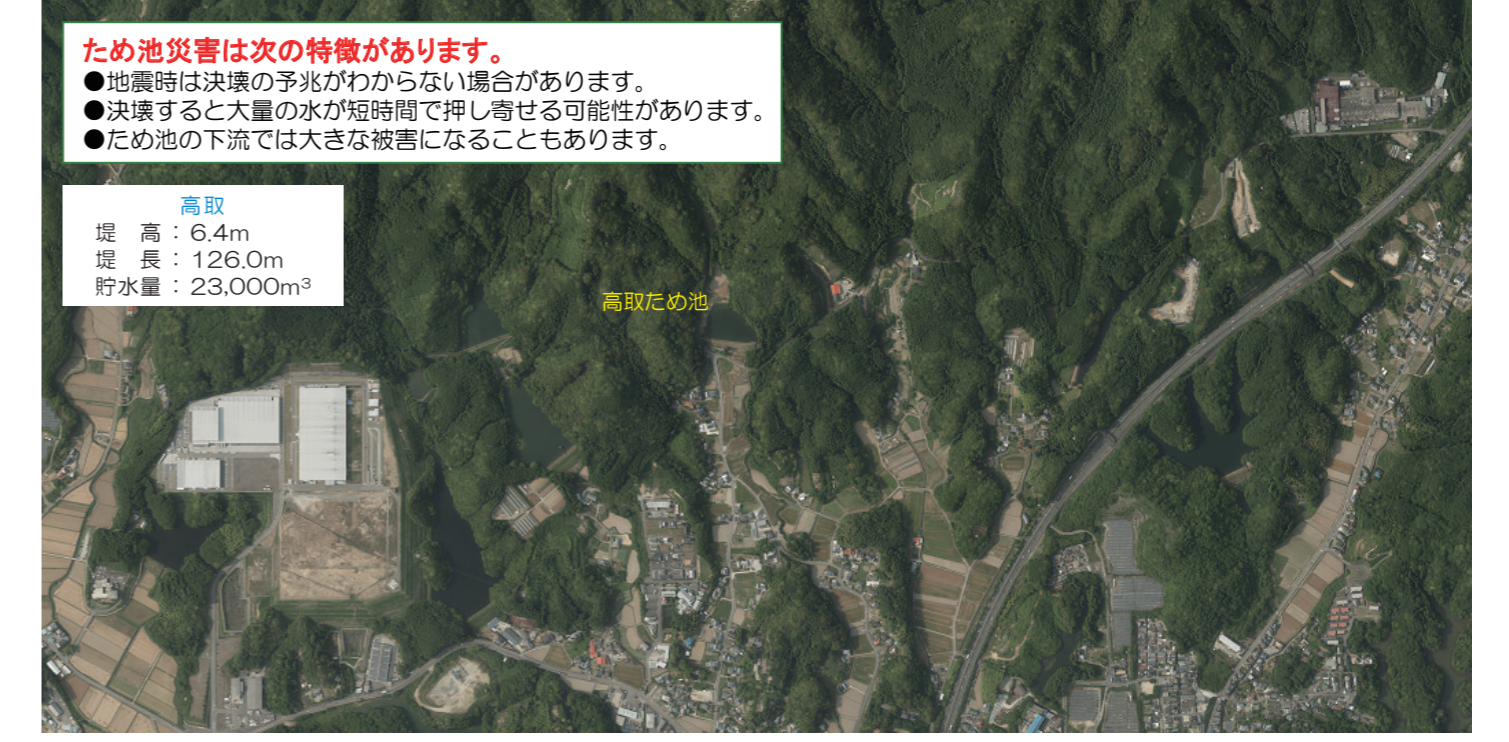 ため池災害は次の特徴があります。
●地震時は決壊の予兆がわからない場合があります。
●決壊すると大量の水が短時間で押し寄せる可能性があります。
●ため池の下流では大きな被害になることもあります。
高取
堤　高 : 6.4m
堤　長 : 126.0m
貯水量 : 23,000m³
高取ため池